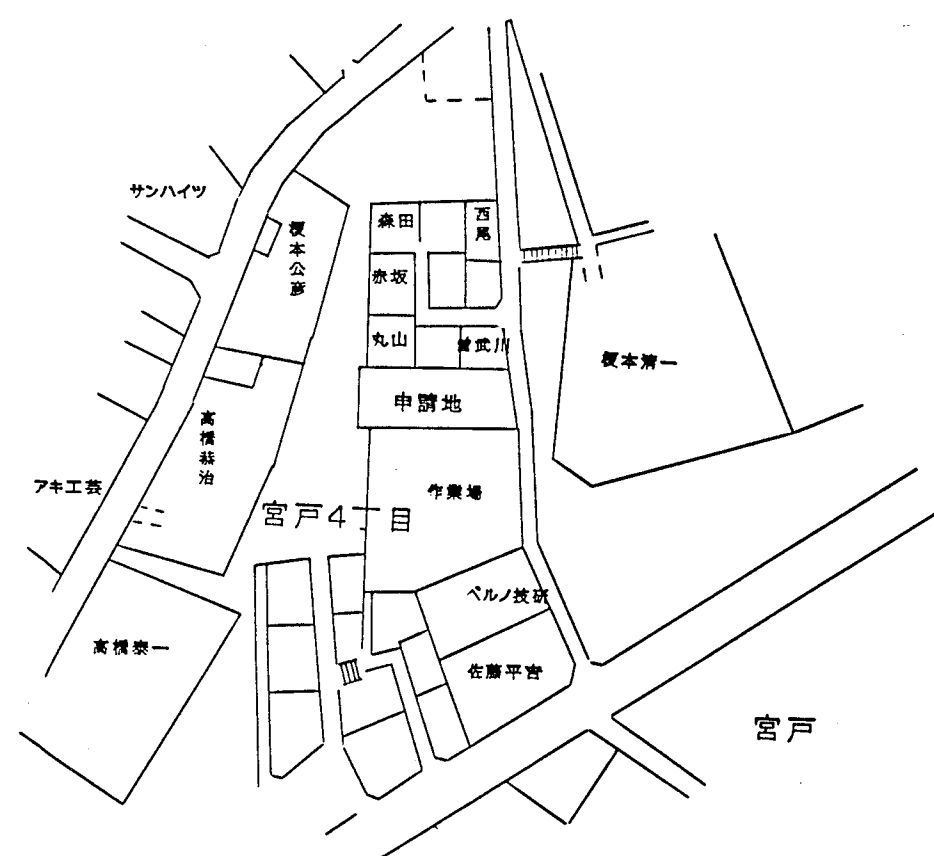 サンハイツ
榎本公彦
森田
西尾
赤坂
丸山
曽武川
榎本清一
申請地
高橋恭治
アキ工芸
作業場
宮戸4丁目
ベルノ技研
高橋泰一
佐藤平吉
宮戸